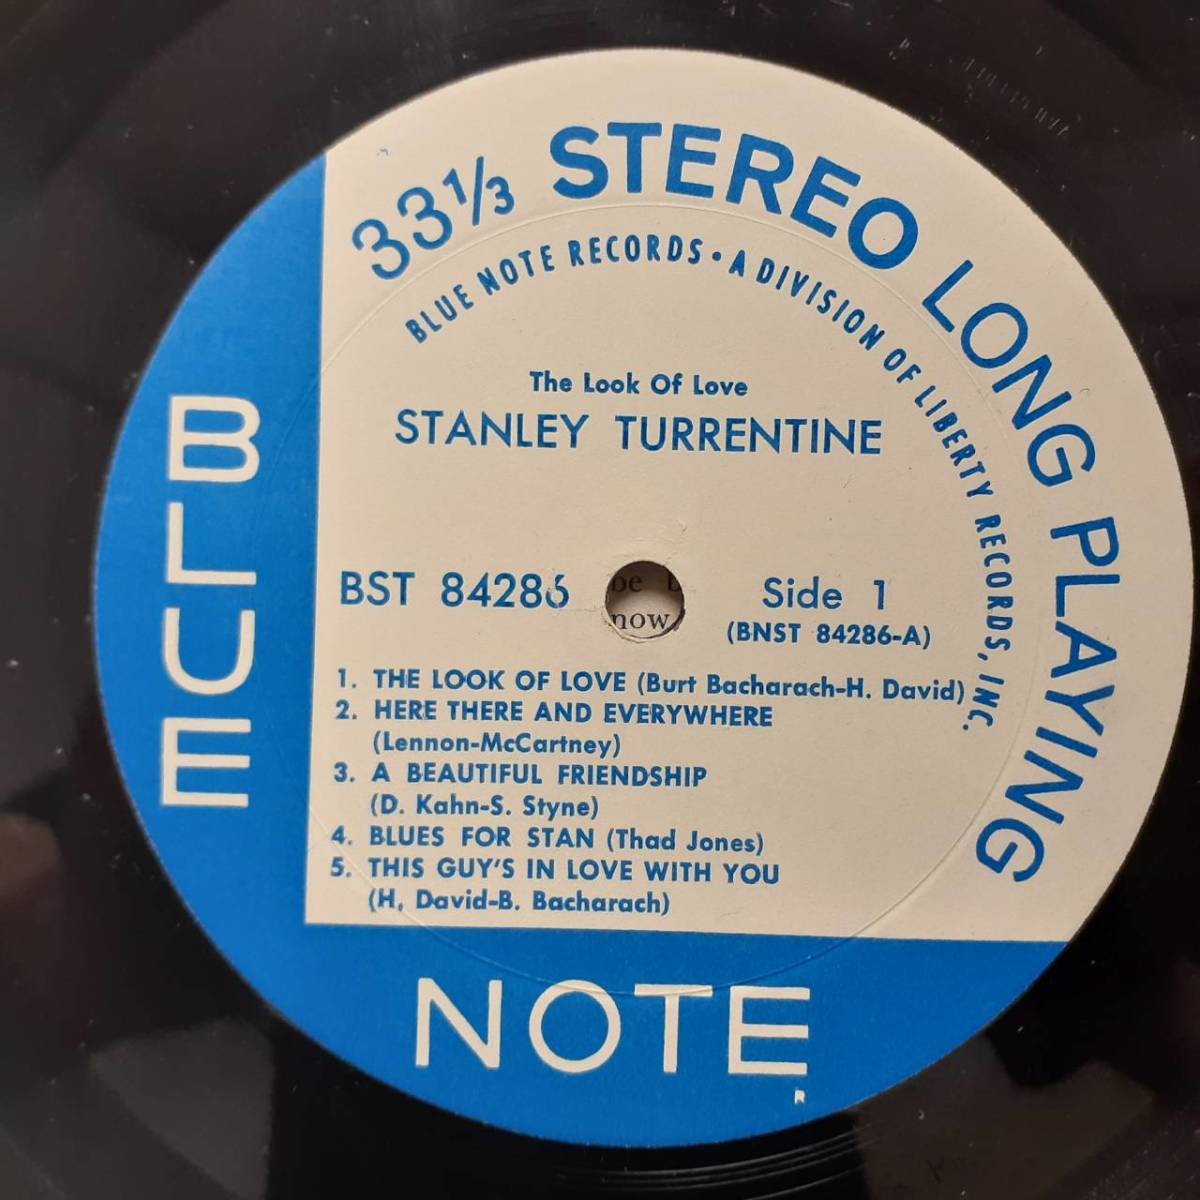 33⅓ STEREO LONG PLAYING
BLUE NOTE RECORDS • A DIVISION OF LIBERTY RECORDS, INC.
The Look Of Love
STANLEY TURRENTINE
BST 84286
Side 1
(BNST 84286-A)
now
1. THE LOOK OF LOVE (Burt Bacharach-H. David)
2. HERE THERE AND EVERYWHERE
(Lennon-McCartney)
3. A BEAUTIFUL FRIENDSHIP
(D. Kahn-S. Styne)
4. BLUES FOR STAN (Thad Jones)
5. THIS GUY'S IN LOVE WITH YOU
(H, David-B. Bacharach)
BLUE
NOTE
R